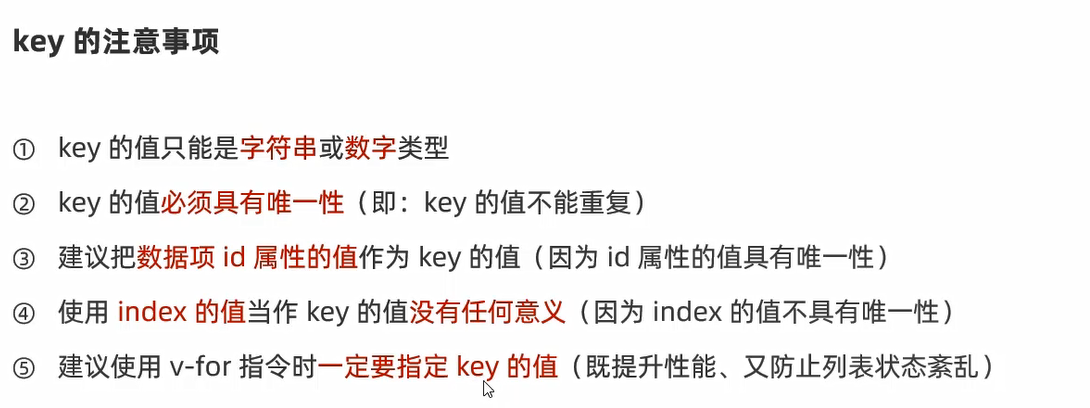 key 的注意事项
① key 的值只能是字符串或数字类型
② key 的值必须具有唯一性（即：key 的值不能重复）
③ 建议把数据项 id 属性的值作为 key 的值（因为 id 属性的值具有唯一性）
④ 使用 index 的值当作 key 的值没有任何意义（因为 index 的值不具有唯一性）
⑤ 建议使用 v-for 指令时一定要指定 key 的值（既提升性能、又防止列表状态紊乱）